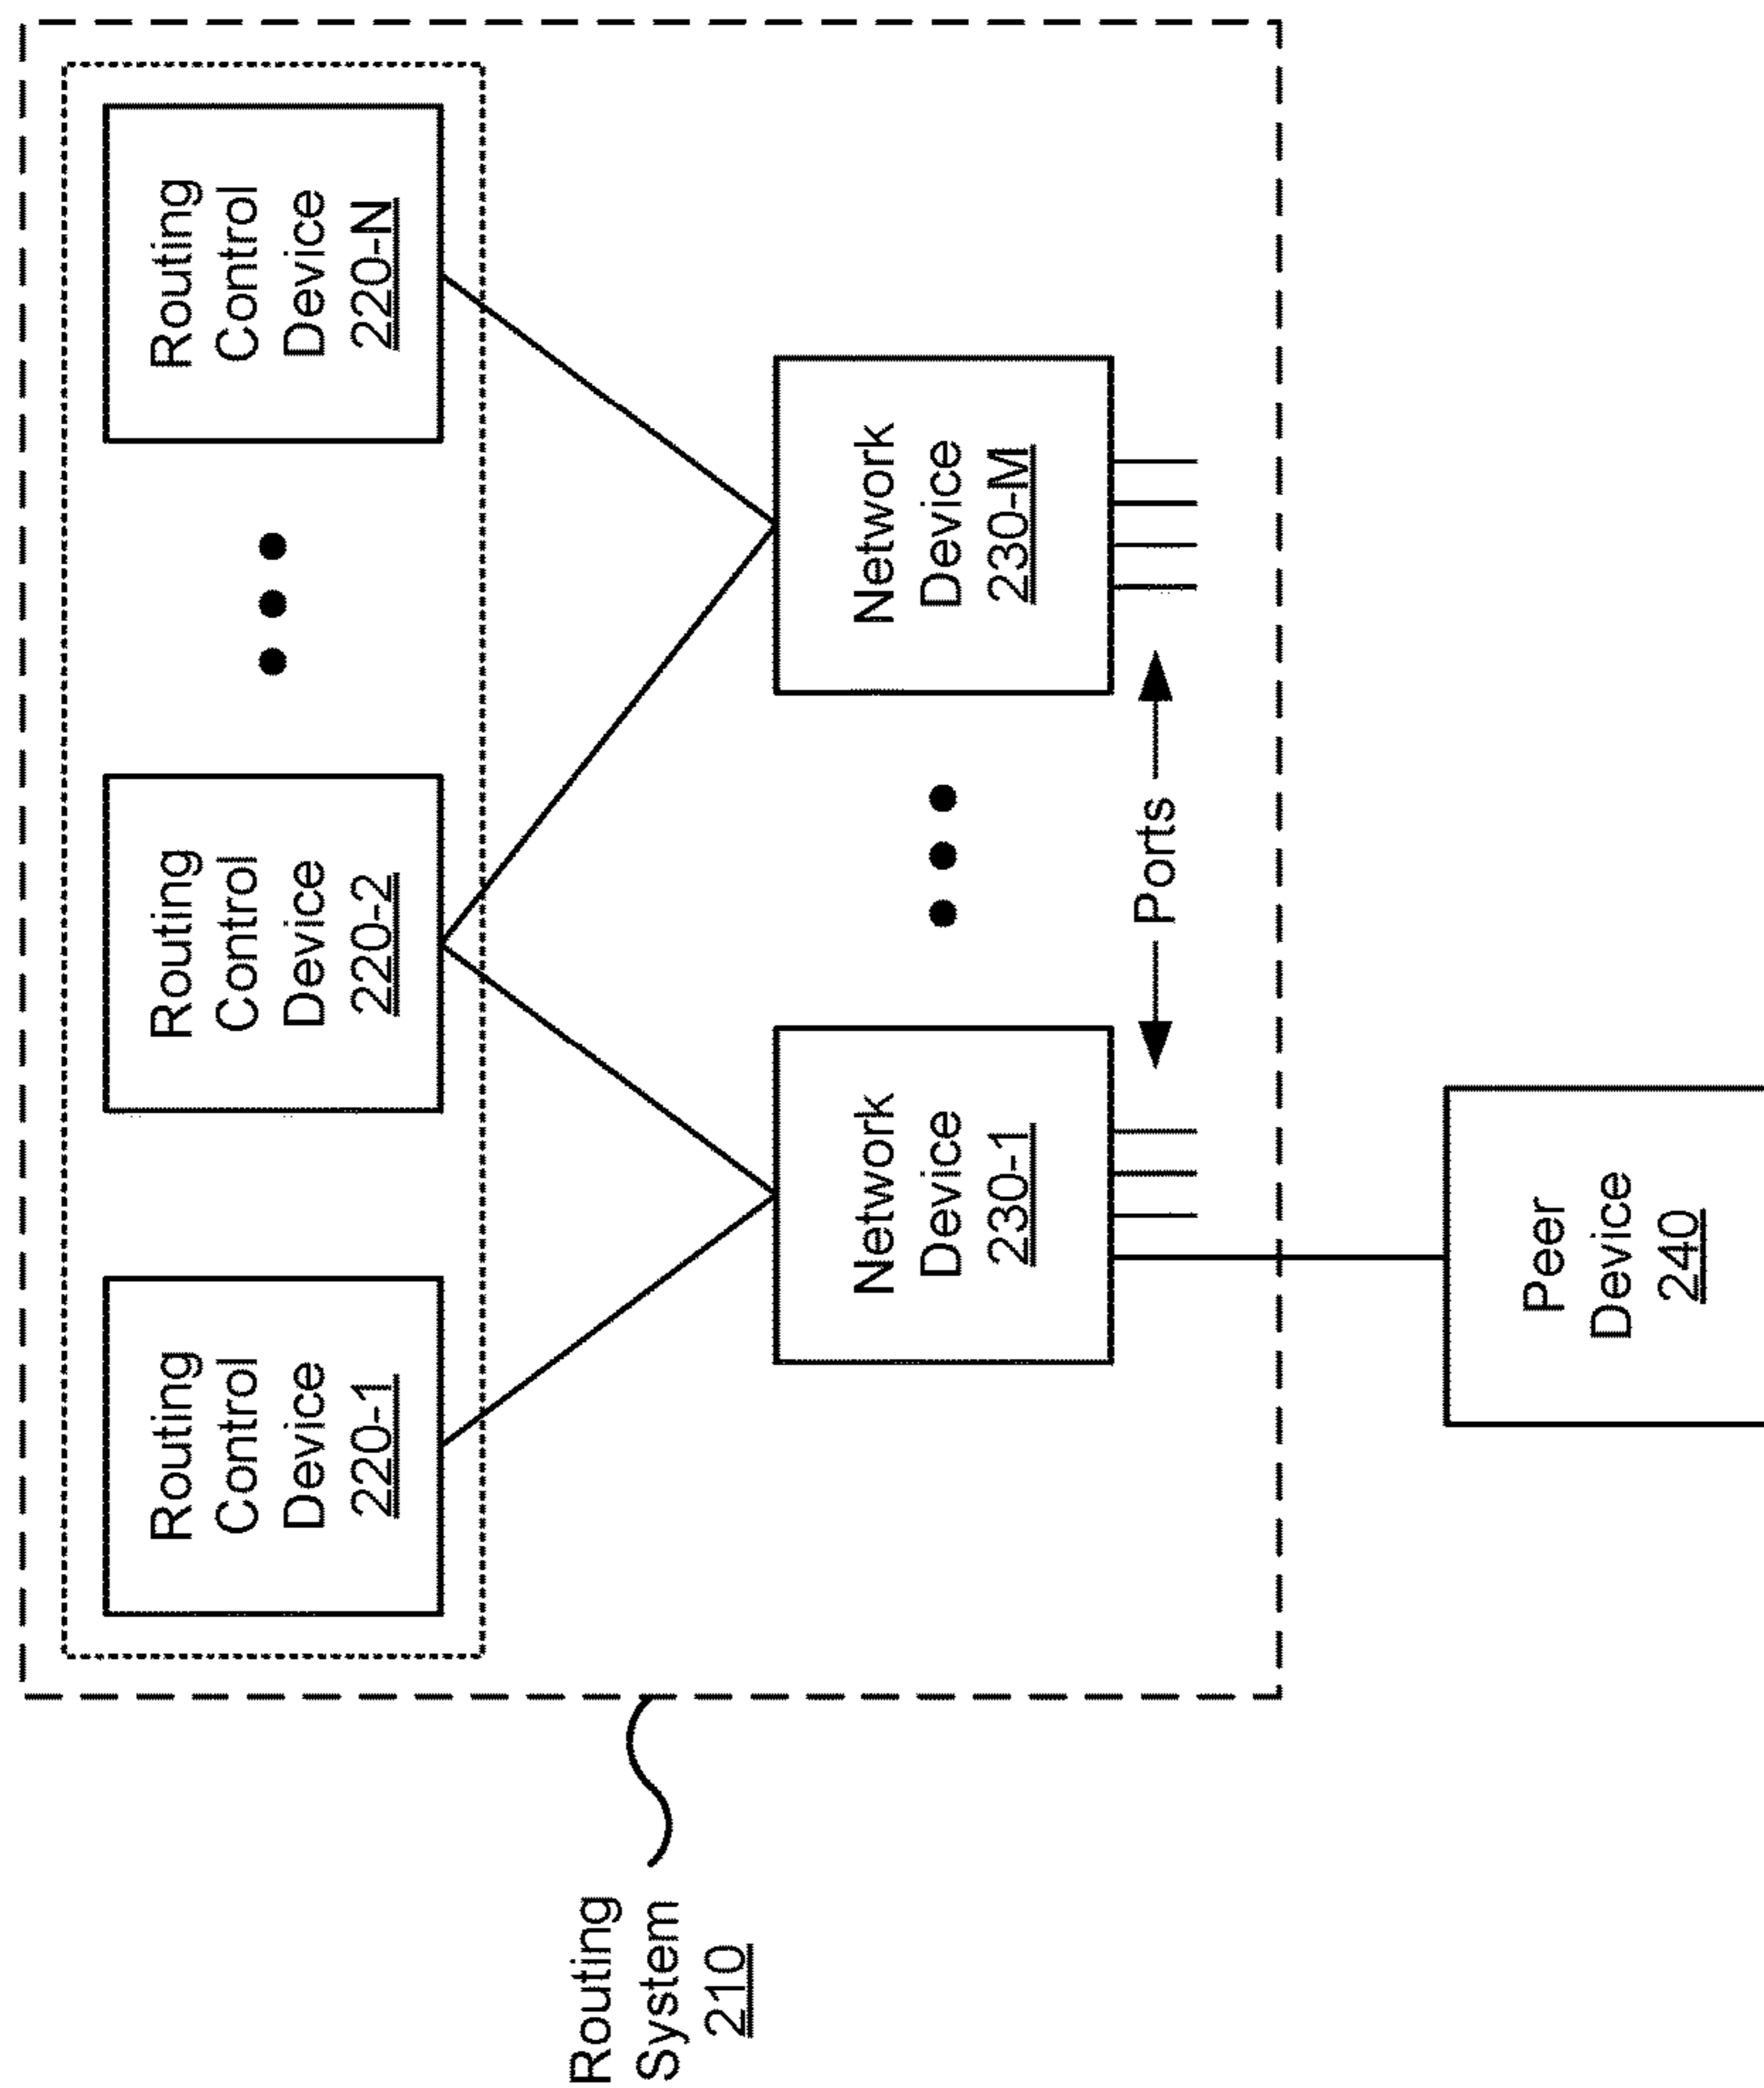 Routing
Control
Device
220-1
Routing
Control
Device
220-2
Routing
Control
Device
220-N
Routing
System
210
Network
Device
230-1
Network
Device
230-M
Ports
Peer
Device
240